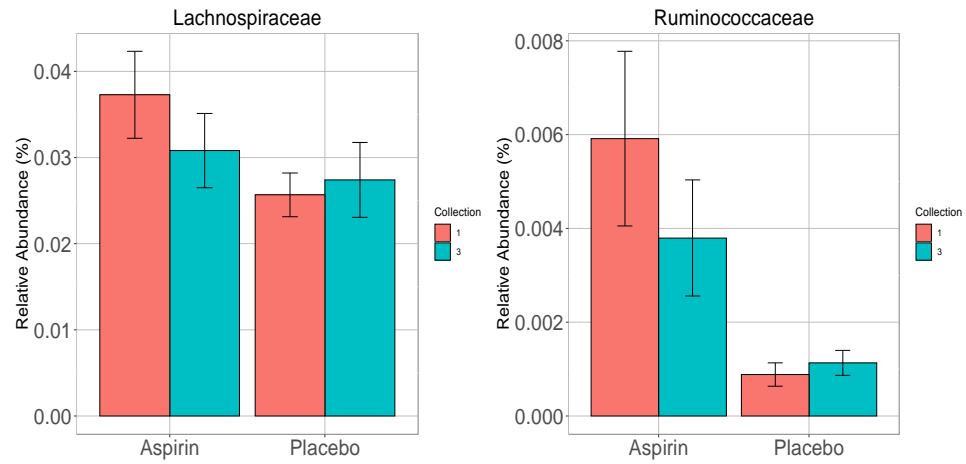 Lachnospiraceae
Relative Abundance (%)
0.04
0.03
0.02
0.01
0.00
Aspirin Placebo
Collection
1
3
Ruminococcaceae
Relative Abundance (%)
0.008
0.006
0.004
0.002
0.000
Aspirin Placebo
Collection
1
3